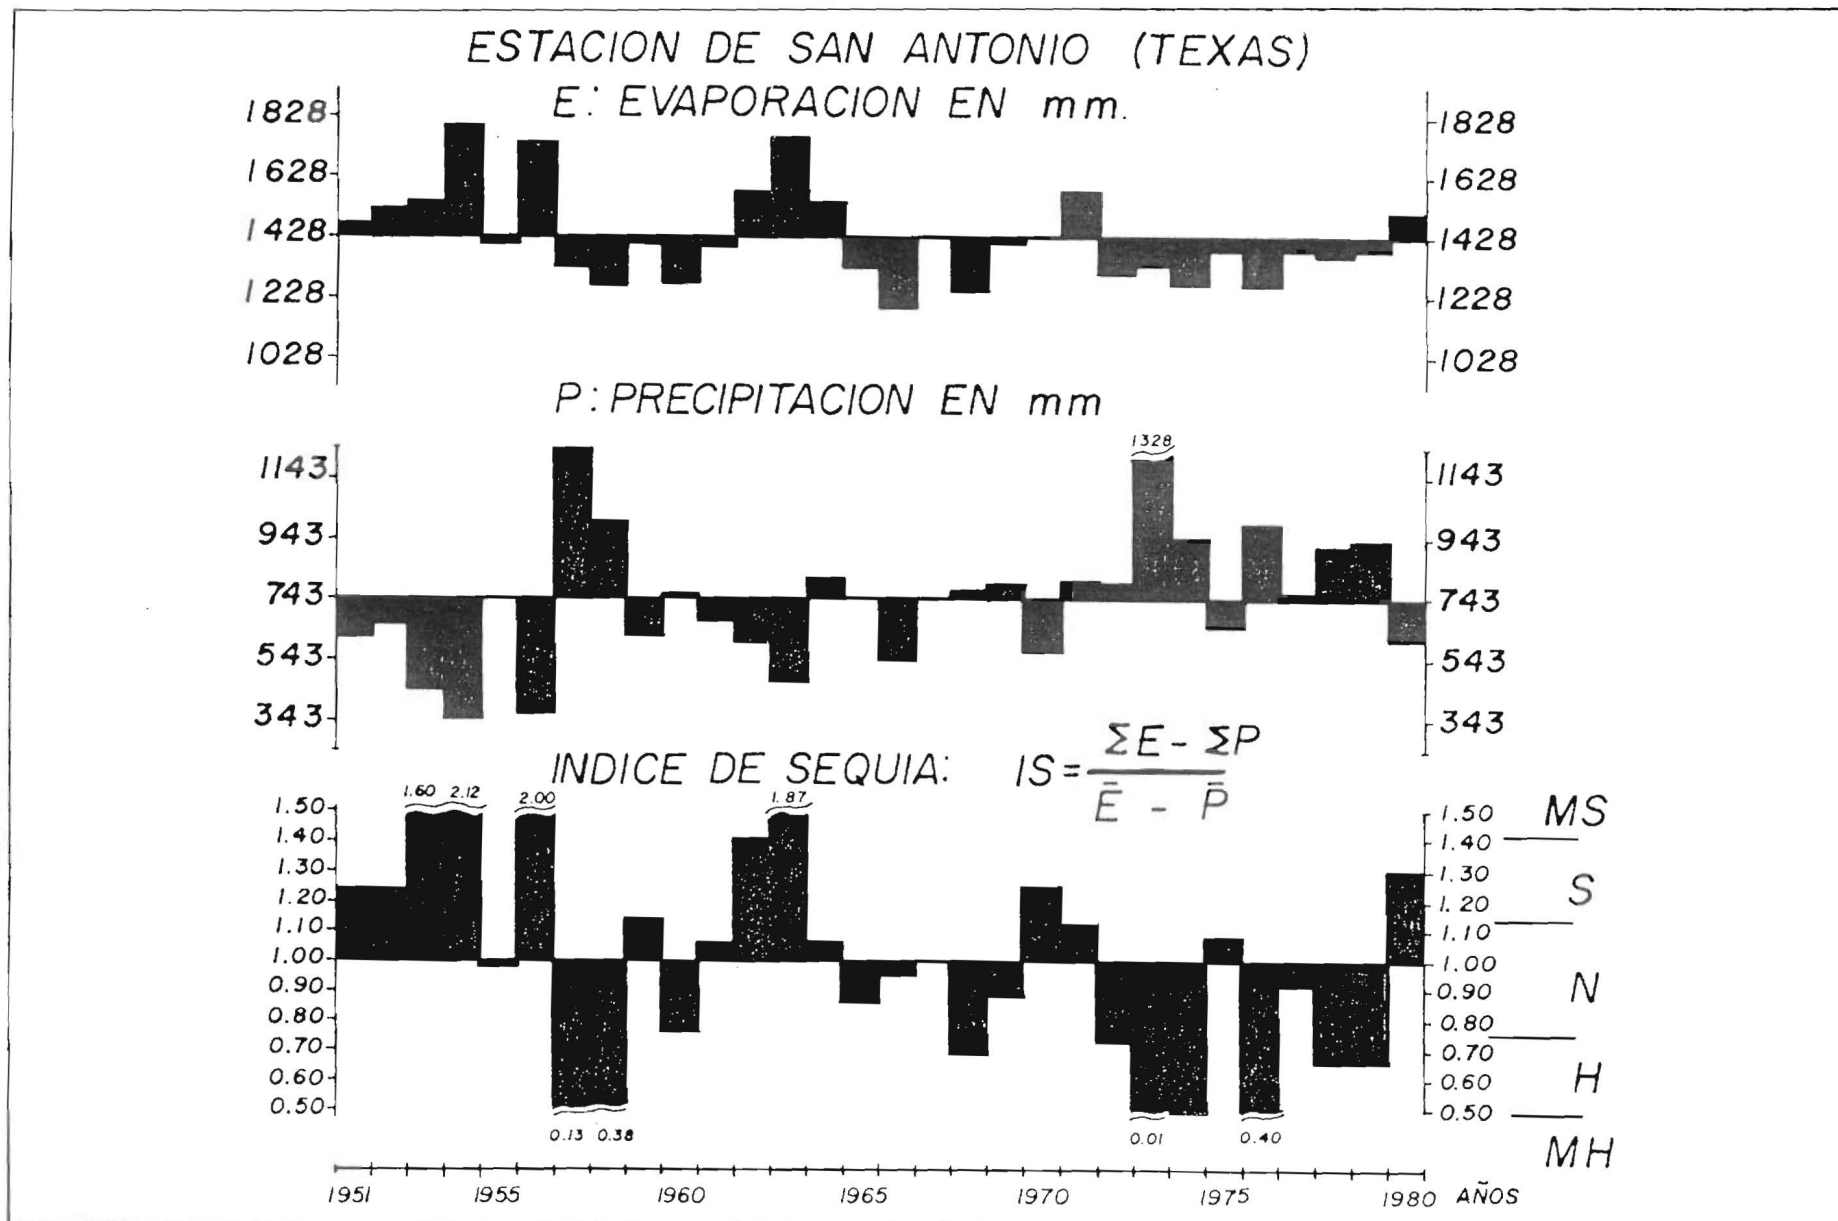 ESTACION DE SAN ANTONIO (TEXAS)
E: EVAPORACION EN mm.
1828 1828
1628 1628
1428 1428
1228 1228
1028 1028
P: PRECIPITACION EN mm
1328
1143 1143
943 943
743 743
543 543
343 343
INDICE DE SEQUIA: IS = (ΣE - ΣP) / (Ē - P̄)
1.60 2.12 2.00 1.87
1.50 1.50 MS
1.40 1.40
1.30 1.30 S
1.20 1.20
1.10 1.10
1.00 1.00
0.90 0.90 N
0.80 0.80
0.70 0.70
0.60 0.60 H
0.50 0.50
0.13 0.38 0.01 0.40 MH
1951 1955 1960 1965 1970 1975 1980 AÑOS